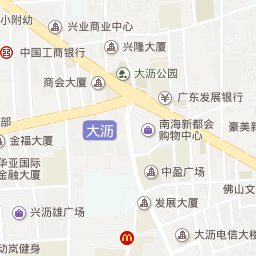 小附幼
兴业商业中心
中国工商银行
兴隆大厦
大沥公园
商会大厦
广东发展银行
部
大沥
金福大厦
南海新都会
购物中心
豪美新
华亚国际
金融大厦
中盈广场
佛山文
兴沥雄广场
发展大厦
大沥电信大楼
动岚健身